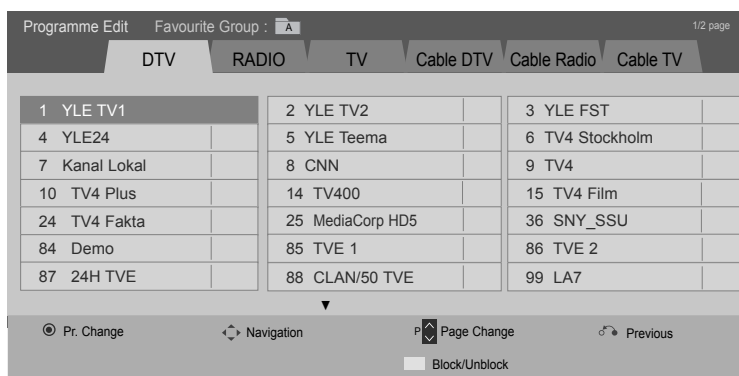 Programme Edit Favourite Group : A 1/2 page
DTV RADIO TV Cable DTV Cable Radio Cable TV
1 YLE TV1 2 YLE TV2 3 YLE FST
4 YLE24 5 YLE Teema 6 TV4 Stockholm
7 Kanal Lokal 8 CNN 9 TV4
10 TV4 Plus 14 TV400 15 TV4 Film
24 TV4 Fakta 25 MediaCorp HD5 36 SNY_SSU
84 Demo 85 TVE 1 86 TVE 2
87 24H TVE 88 CLAN/50 TVE 99 LA7
Pr. Change Navigation P Page Change Previous
Block/Unblock